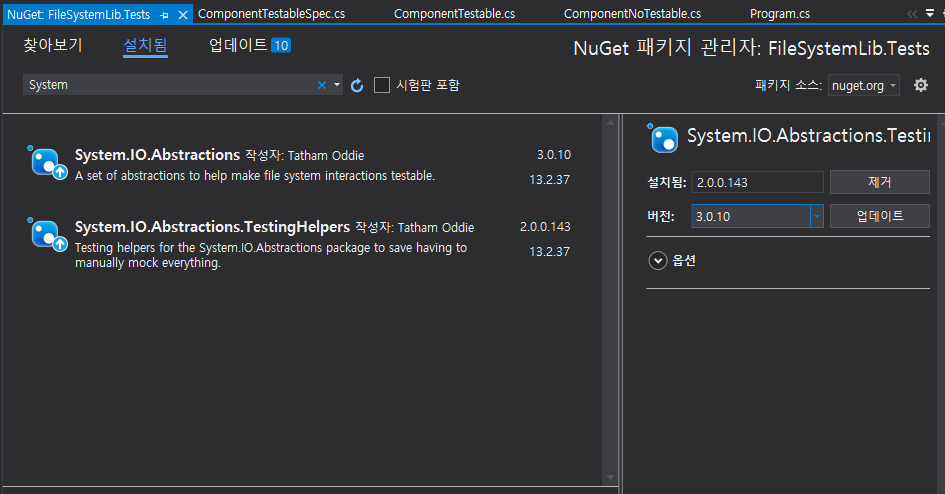 NuGet: FileSystemLib.Tests ComponentTestableSpec.cs ComponentTestable.cs ComponentNoTestable.cs Program.cs
찾아보기 설치됨 업데이트 10 NuGet 패키지 관리자: FileSystemLib.Tests
System 시험판 포함 패키지 소스: nuget.org
System.IO.Abstractions 작성자: Tatham Oddie 3.0.10
A set of abstractions to help make file system interactions testable. 13.2.37
System.IO.Abstractions.TestingHelpers 작성자: Tatham Oddie 2.0.0.143
Testing helpers for the System.IO.Abstractions package to save having to 13.2.37
manually mock everything.
System.IO.Abstractions.Testin
설치됨: 2.0.0.143 제거
버전: 3.0.10 업데이트
옵션